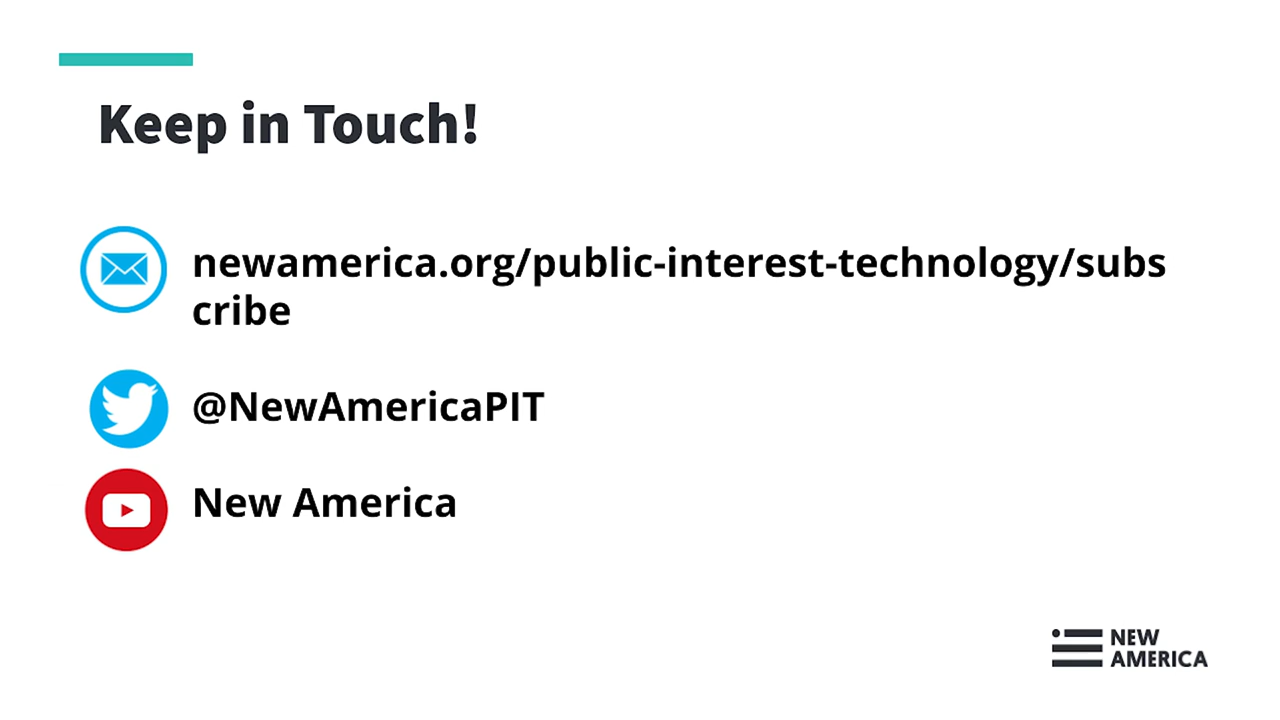 Keep in Touch!
newamerica.org/public-interest-technology/subs
cribe
@NewAmericaPIT
New America
NEW
AMERICA